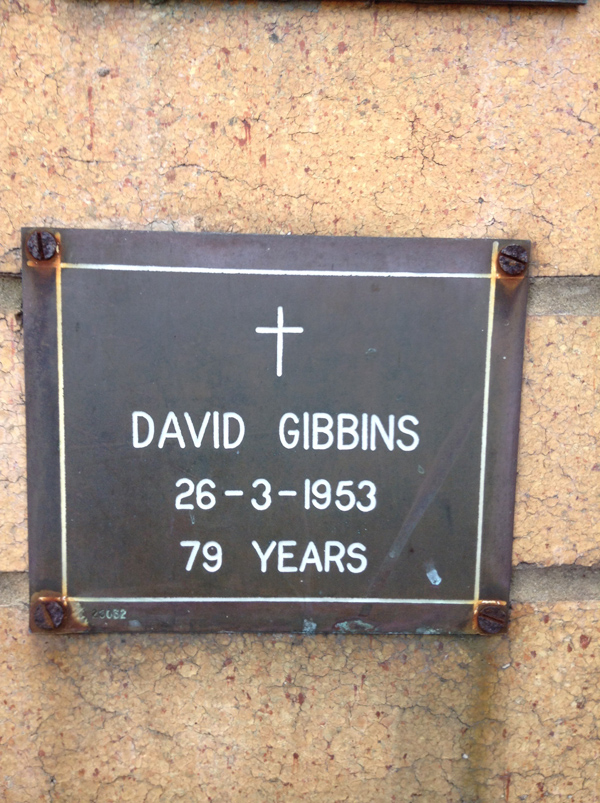 DAVID GIBBINS
26-3-1953
79 YEARS